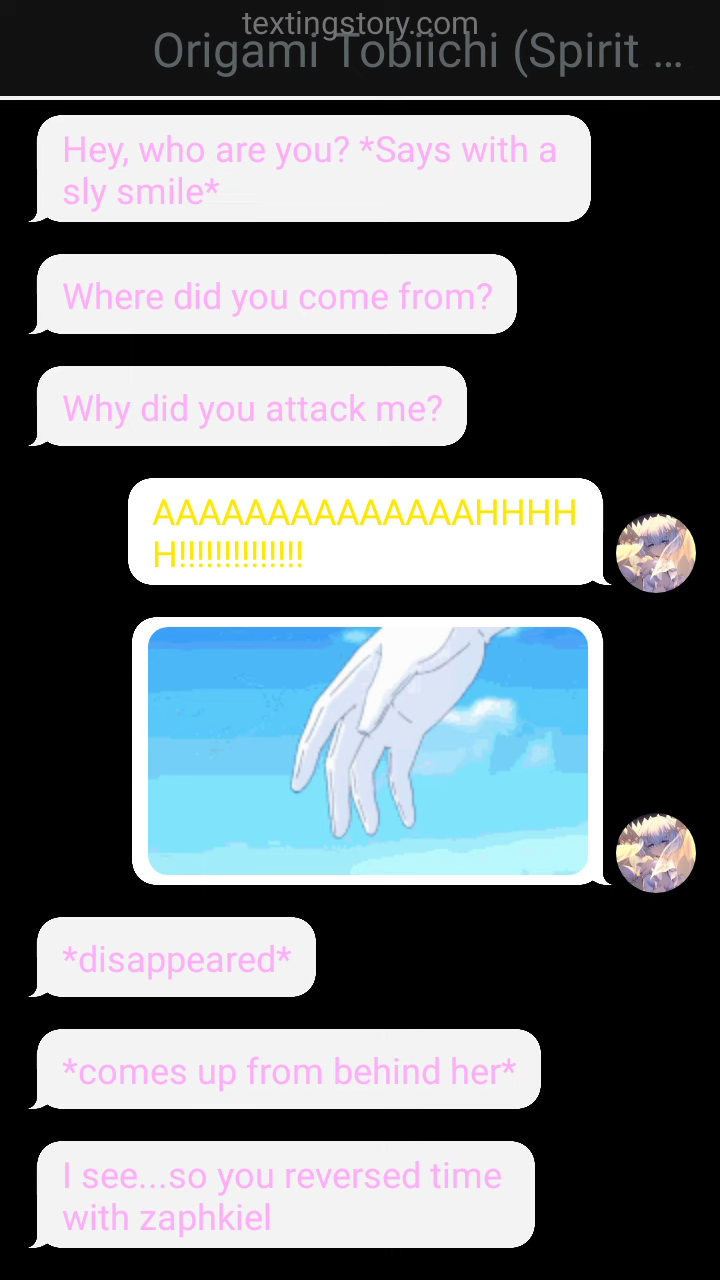 textingstory.com
Origami Tobiichi (Spirit ...
Hey, who are you? *Says with a
sly smile*
Where did you come from?
Why did you attack me?
AAAAAAAAAAAAAAAHHHH
H!!!!!!!!!!!!!!
*disappeared*
*comes up from behind her*
I see...so you reversed time
with zaphkiel